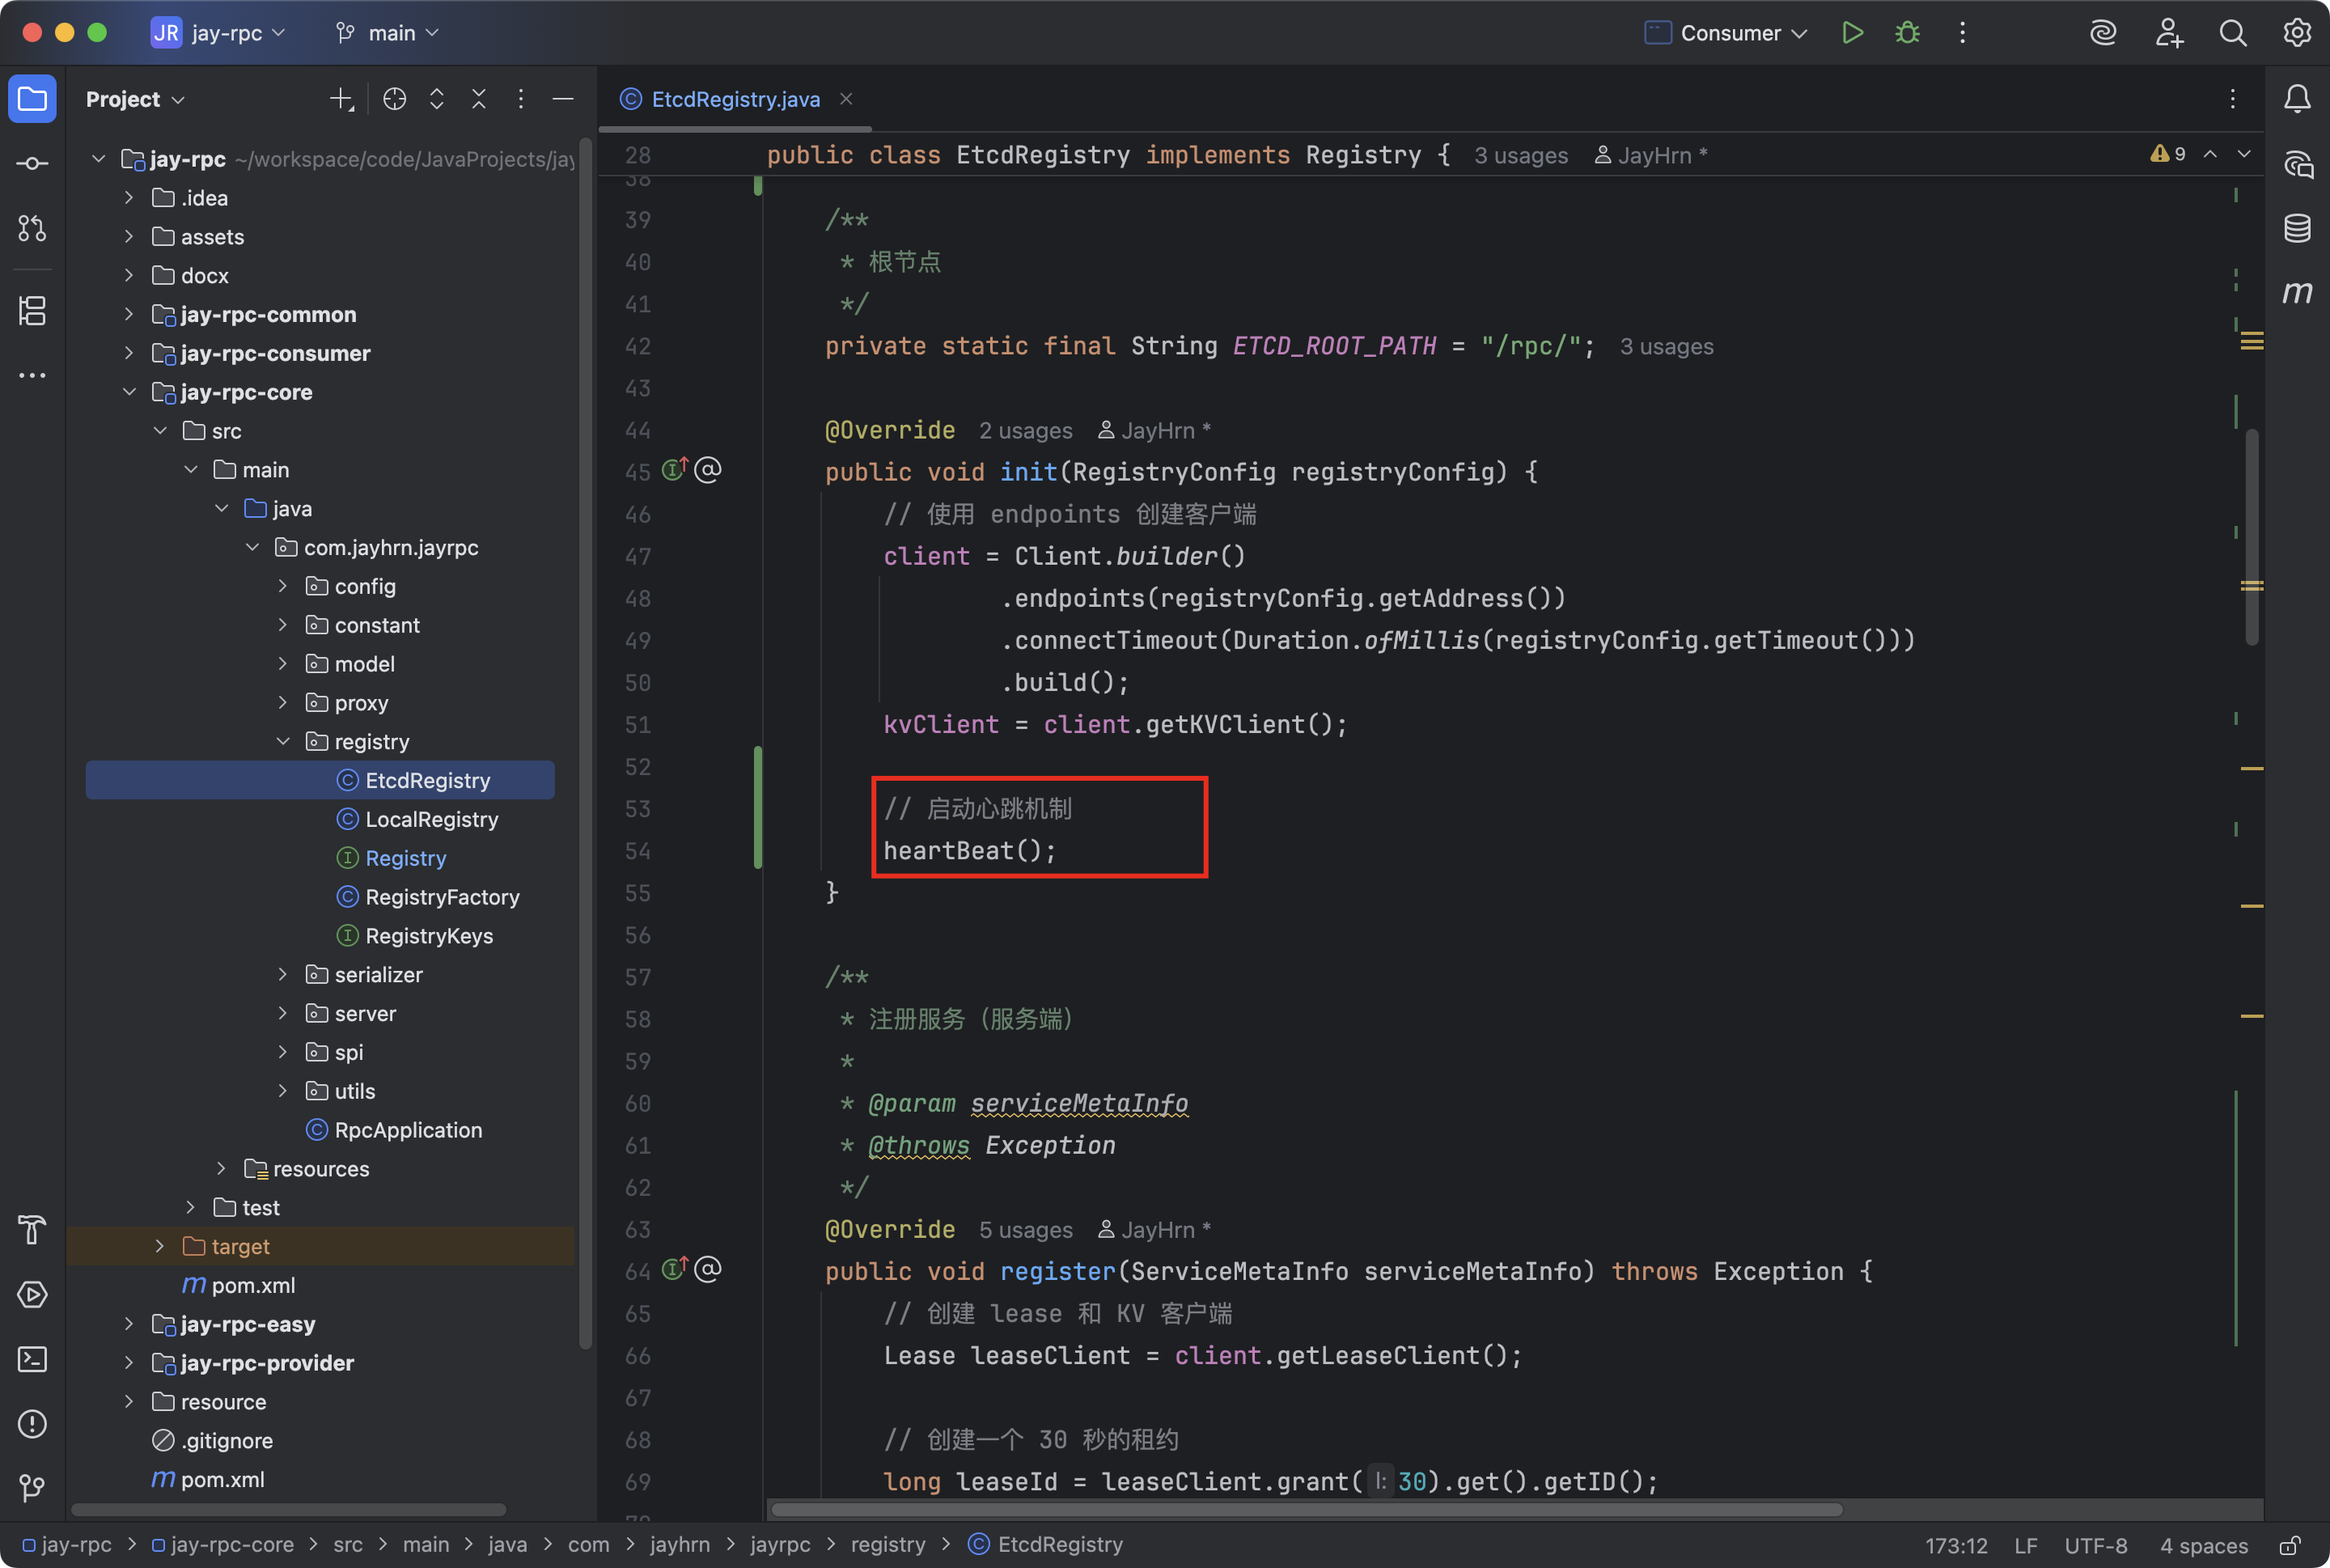 JR jay-rpc main Consumer
Project
EtcdRegistry.java
jay-rpc ~/workspace/code/JavaProjects/jay
.idea
assets
docx
jay-rpc-common
jay-rpc-consumer
jay-rpc-core
src
main
java
com.jayhrn.jayrpc
config
constant
model
proxy
registry
EtcdRegistry
LocalRegistry
Registry
RegistryFactory
RegistryKeys
serializer
server
spi
utils
RpcApplication
resources
test
target
pom.xml
jay-rpc-easy
jay-rpc-provider
resource
.gitignore
pom.xml
28 public class EtcdRegistry implements Registry { 3 usages JayHrn *
9
38
39 /**
40 * 根节点
41 */
42 private static final String ETCD_ROOT_PATH = "/rpc/"; 3 usages
43
44 @Override 2 usages JayHrn *
45 public void init(RegistryConfig registryConfig) {
46 // 使用 endpoints 创建客户端
47 client = Client.builder()
48 .endpoints(registryConfig.getAddress())
49 .connectTimeout(Duration.ofMillis(registryConfig.getTimeout()))
50 .build();
51 kvClient = client.getKVClient();
52
53 // 启动心跳机制
54 heartBeat();
55 }
56
57 /**
58 * 注册服务（服务端）
59 *
60 * @param serviceMetaInfo
61 * @throws Exception
62 */
63 @Override 5 usages JayHrn *
64 public void register(ServiceMetaInfo serviceMetaInfo) throws Exception {
65 // 创建 lease 和 KV 客户端
66 Lease leaseClient = client.getLeaseClient();
67
68 // 创建一个 30 秒的租约
69 long leaseId = leaseClient.grant( l: 30).get().getID();
jay-rpc > jay-rpc-core > src > main > java > com > jayhrn > jayrpc > registry > EtcdRegistry
173:12 LF UTF-8 4 spaces